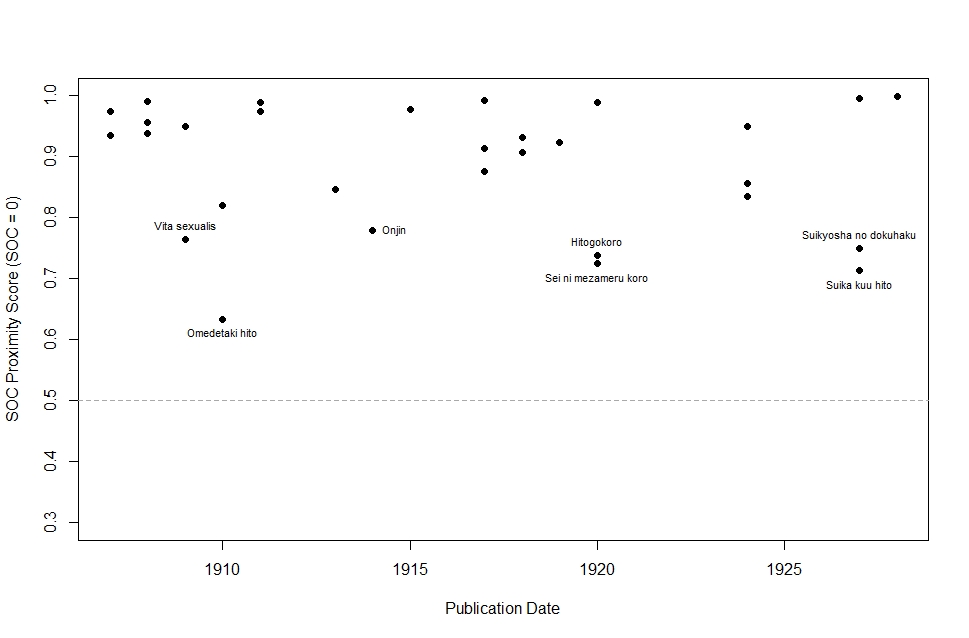 1.0
0.9
0.8
0.7
0.6
0.5
0.4
0.3
SOC Proximity Score (SOC = 0)
Vita sexualis
Onjin
Hitogokoro
Suikyosha no dokuhaku
Sei ni mezameru koro
Suika kuu hito
Omedetaki hito
1910
1915
1920
1925
Publication Date